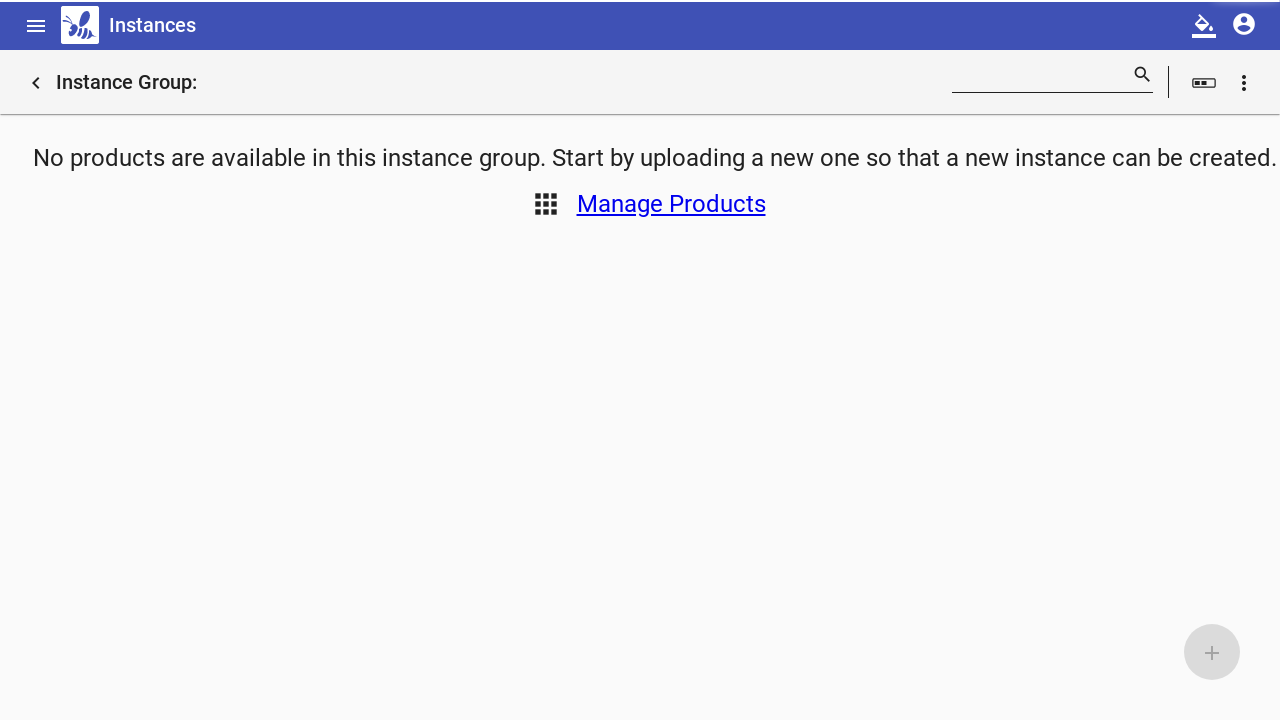 Instances
Instance Group:
No products are available in this instance group. Start by uploading a new one so that a new instance can be created.
Manage Products